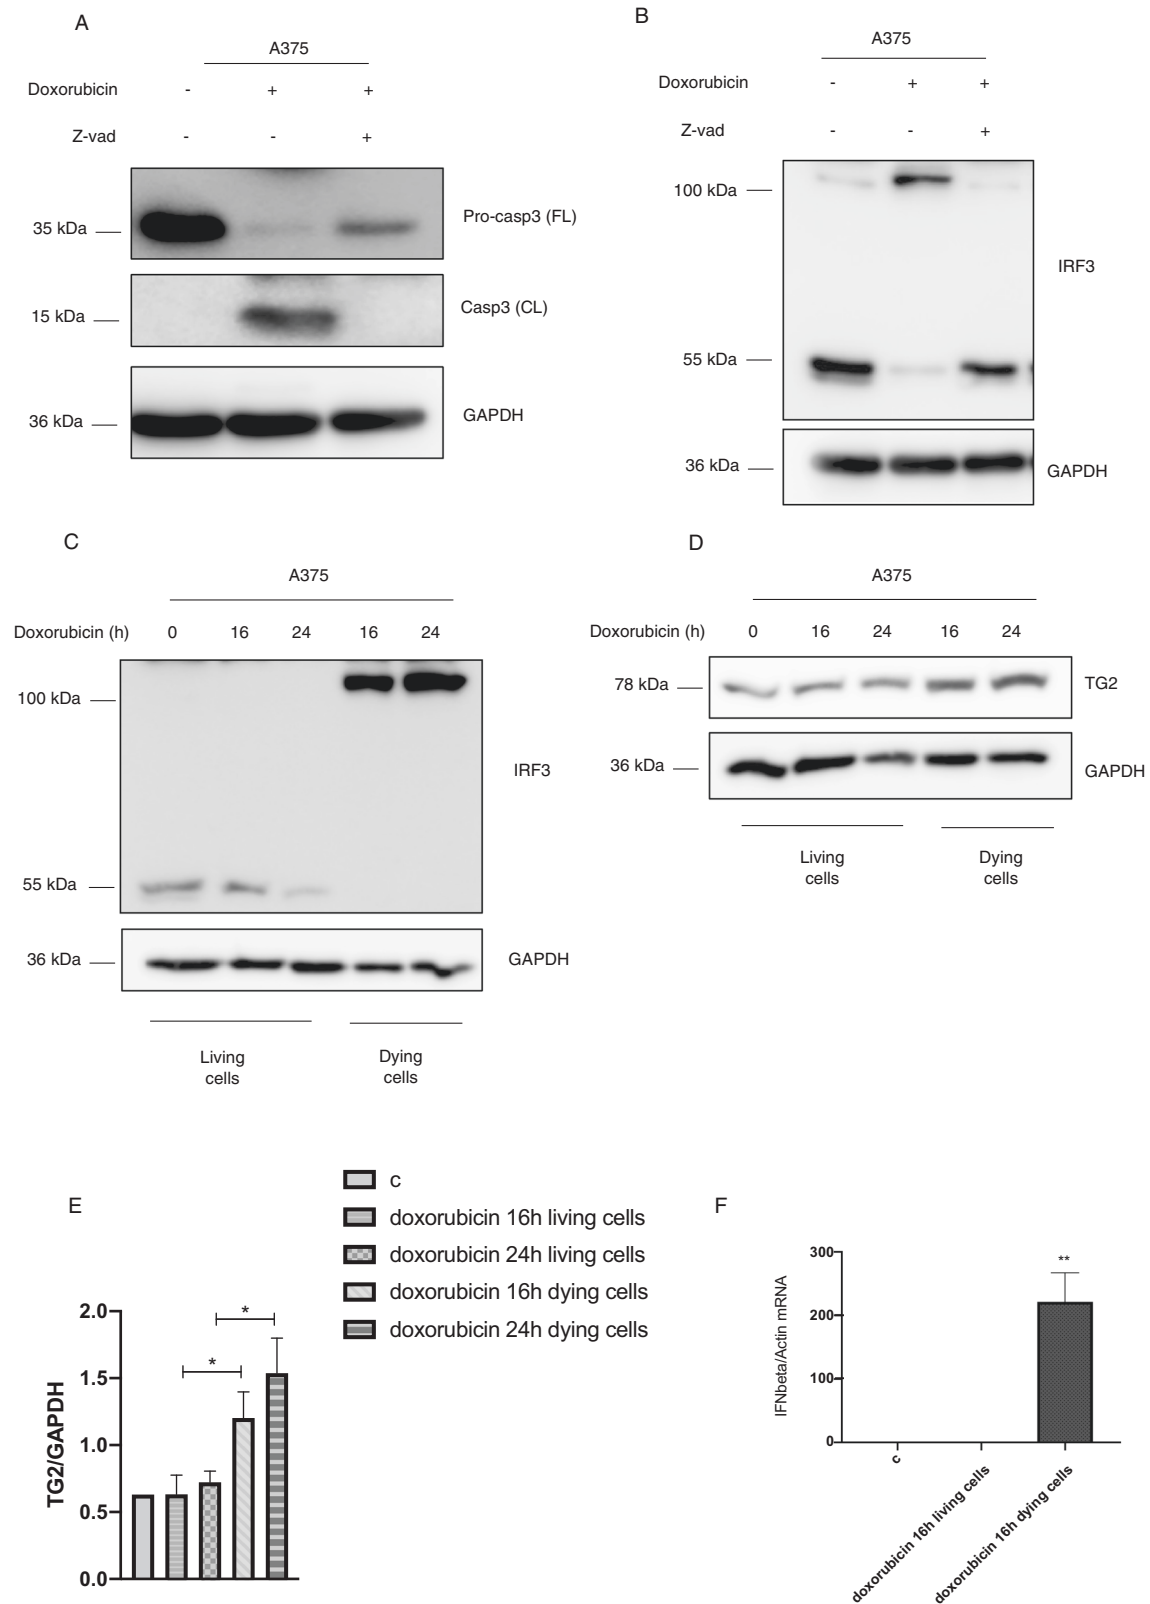 A
A375
Doxorubicin - + +
Z-vad - - +
35 kDa
Pro-casp3 (FL)
15 kDa
Casp3 (CL)
36 kDa
GAPDH
B
A375
Doxorubicin - + +
Z-vad - - +
100 kDa
IRF3
55 kDa
36 kDa
GAPDH
C
A375
Doxorubicin (h) 0 16 24 16 24
100 kDa
IRF3
55 kDa
36 kDa
GAPDH
Living
cells
Dying
cells
D
A375
Doxorubicin (h) 0 16 24 16 24
78 kDa
TG2
36 kDa
GAPDH
Living
cells
Dying
cells
E
c
doxorubicin 16h living cells
doxorubicin 24h living cells
doxorubicin 16h dying cells
doxorubicin 24h dying cells
TG2/GAPDH
2.0
1.5
1.0
0.5
0.0
*
*
F
IFNbeta/Actin mRNA
300
200
100
0
**
c
doxorubicin 16h living cells
doxorubicin 16h dying cells